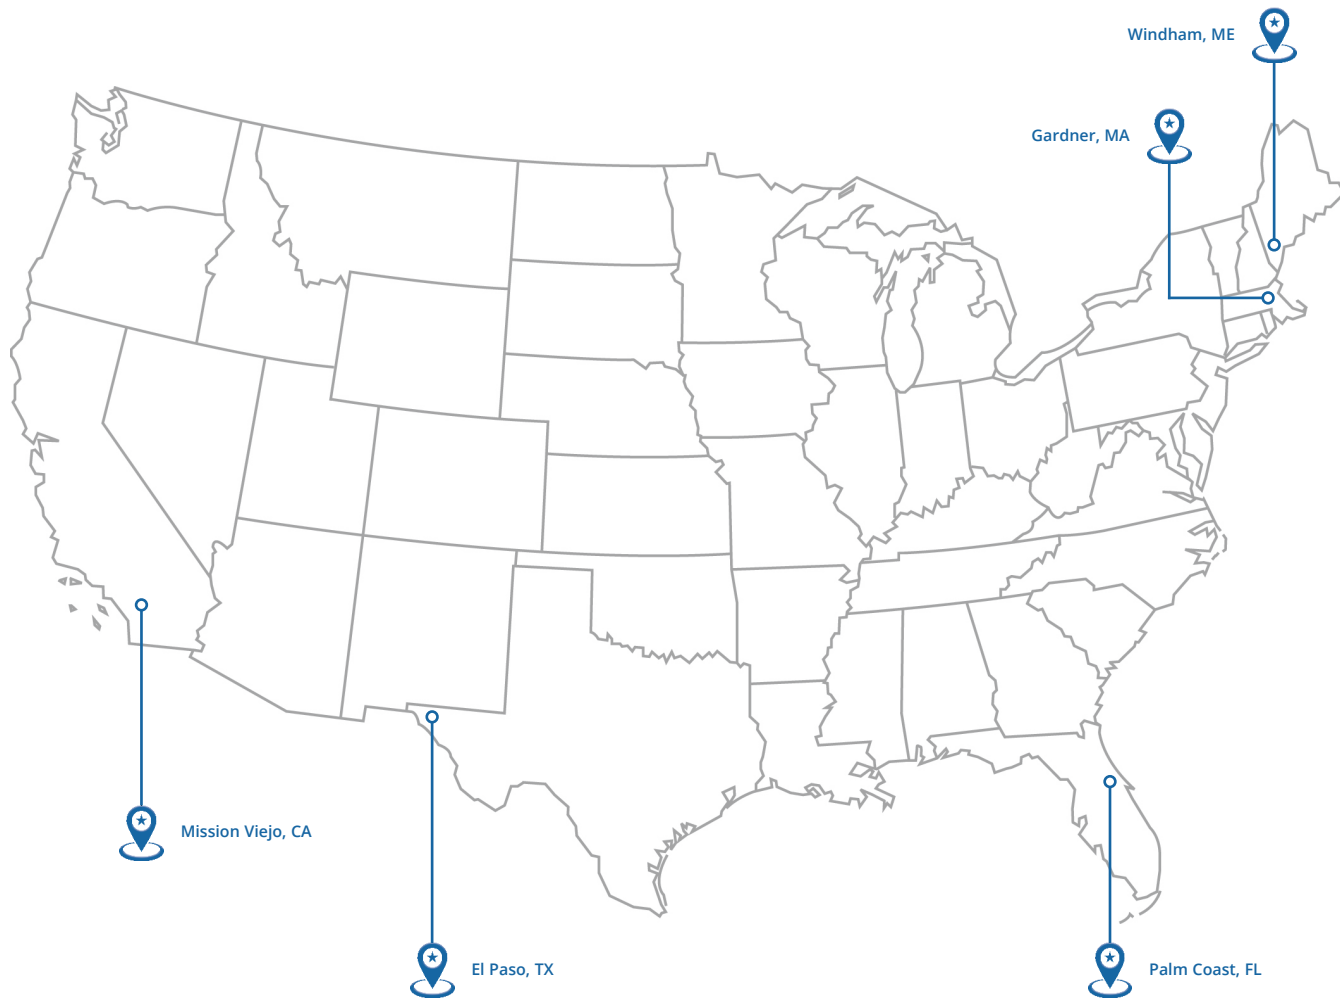 Windham, ME
Gardner, MA
Mission Viejo, CA
El Paso, TX
Palm Coast, FL